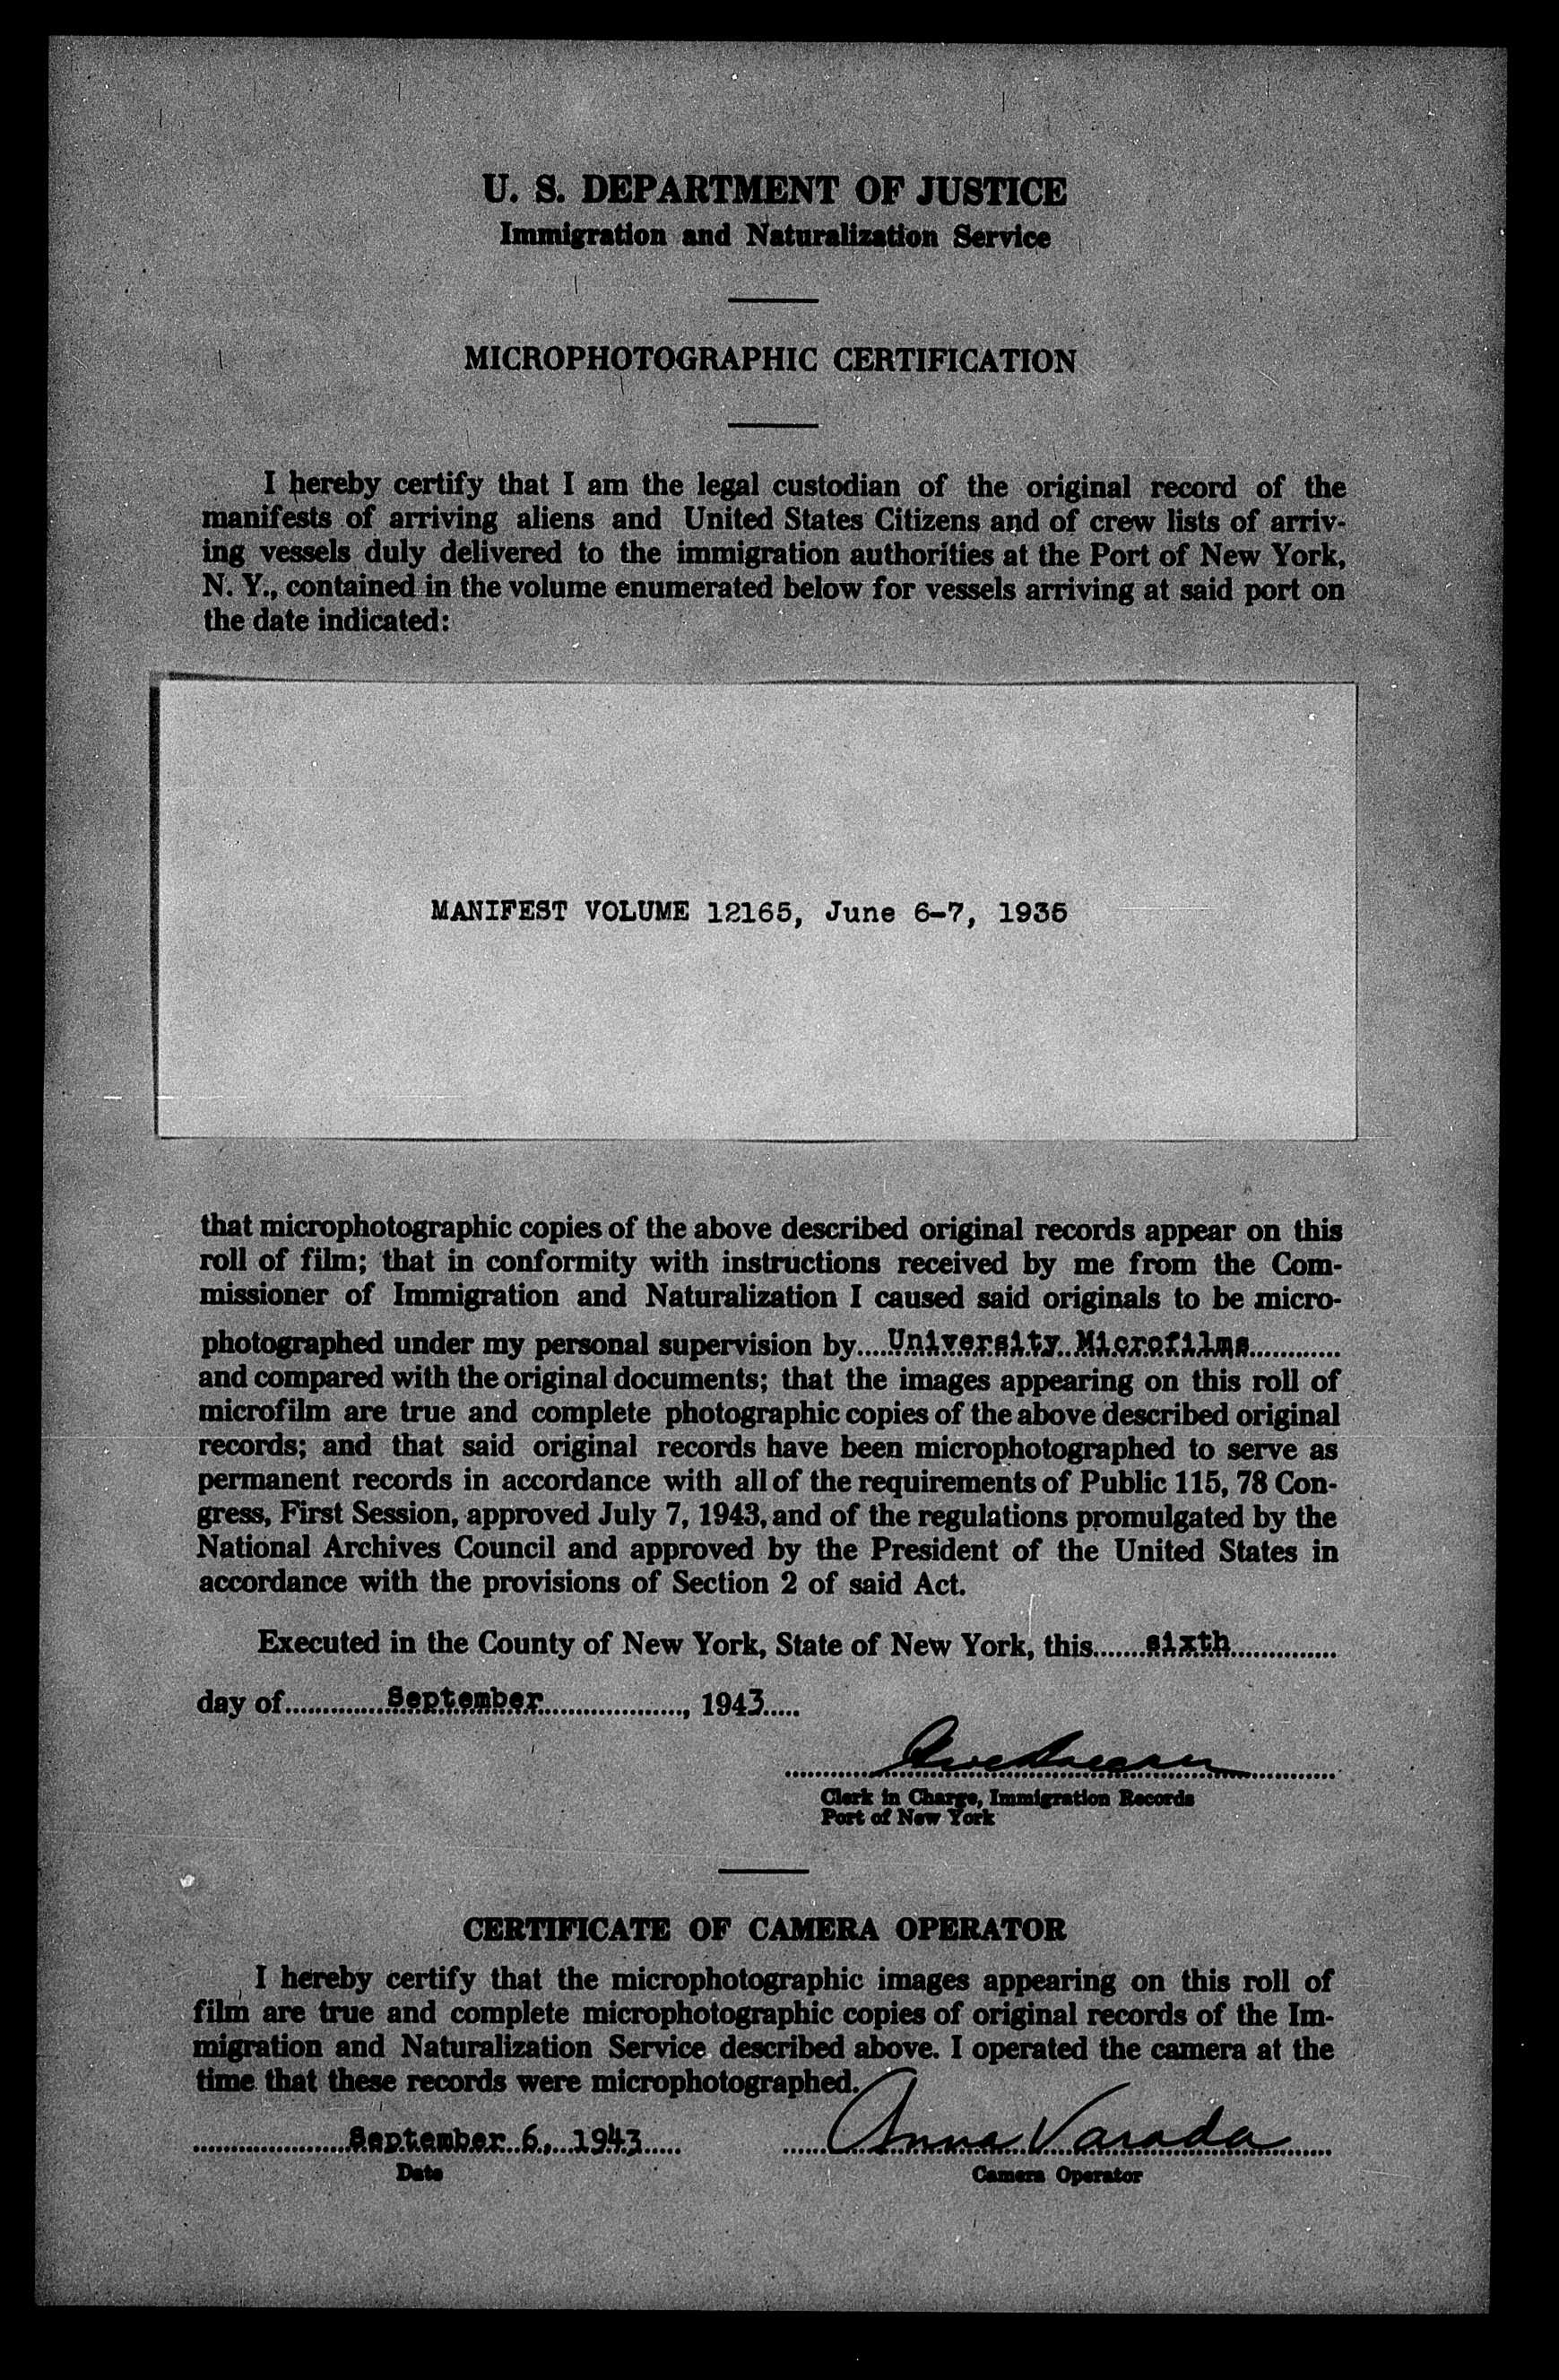 U. S. DEPARTMENT OF JUSTICE
Immigration and Naturalization Service
MICROPHOTOGRAPHIC CERTIFICATION
I hereby certify that I am the legal custodian of the original record of the
manifests of arriving aliens and United States Citizens and of crew lists of arriv-
ing vessels duly delivered to the immigration authorities at the Port of New York,
N. Y., contained in the volume enumerated below for vessels arriving at said port on
the date indicated:
MANIFEST VOLUME 12165, June 6-7, 1938
that microphotographic copies of the above described original records appear on this
roll of film; that in conformity with instructions received by me from the Com-
missioner of Immigration and Naturalization I caused said originals to be micro-
photographed under my personal supervision by.....University Microfilms............
and compared with the original documents; that the images appearing on this roll of
microfilm are true and complete photographic copies of the above described original
records; and that said original records have been microphotographed to serve as
permanent records in accordance with all of the requirements of Public 115, 78 Con-
gress, First Session, approved July 7, 1943, and of the regulations promulgated by the
National Archives Council and approved by the President of the United States in
accordance with the provisions of Section 2 of said Act.
Executed in the County of New York, State of New York, this.......sixth...............
day of.............September......................, 1943.....
Clerk in Charge, Immigration Records
Port of New York
CERTIFICATE OF CAMERA OPERATOR
I hereby certify that the microphotographic images appearing on this roll of
film are true and complete microphotographic copies of original records of the Im-
migration and Naturalization Service described above. I operated the camera at the
time that these records were microphotographed.
September 6, 1943 Anna Varada
Date Camera Operator